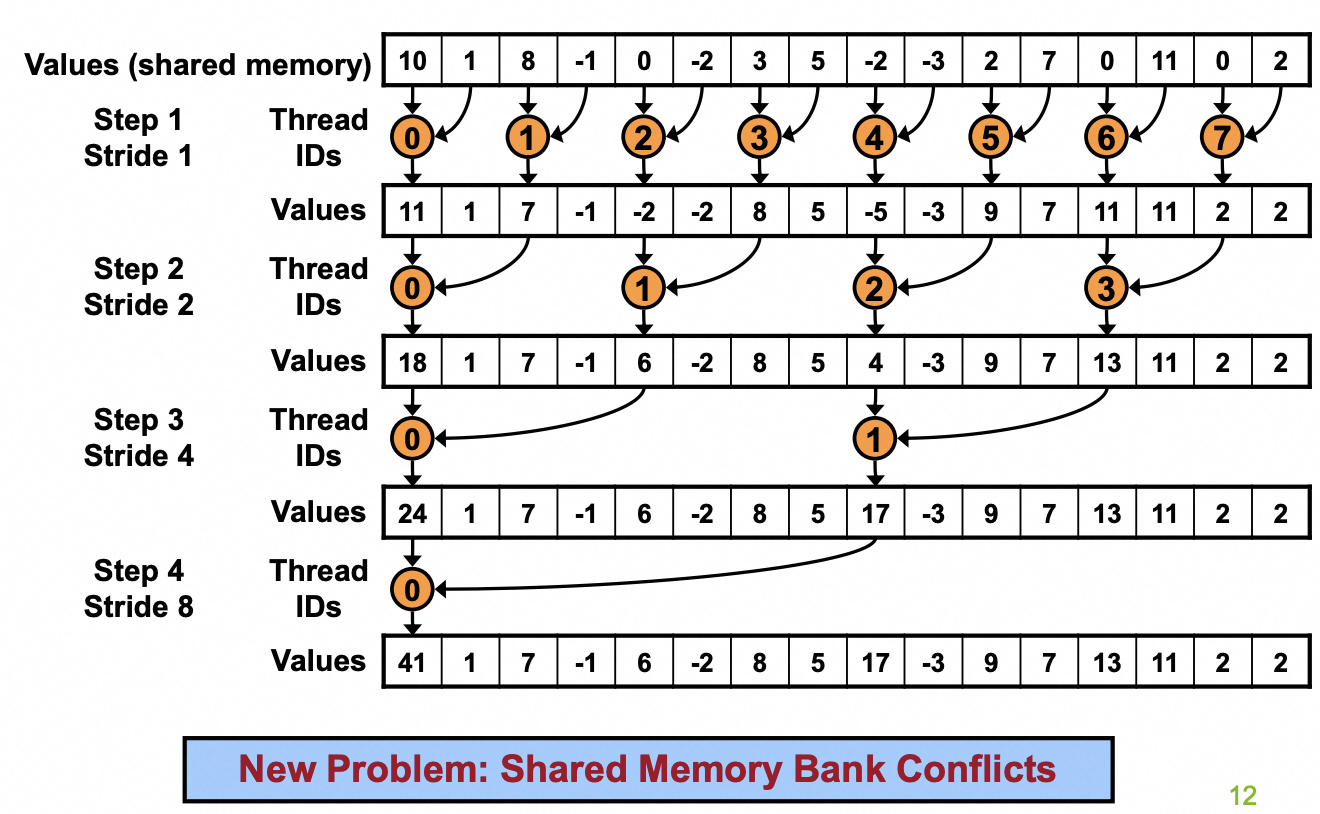 Values (shared memory) 10 1 8 -1 0 -2 3 5 -2 -3 2 7 0 11 0 2
Step 1 Thread
Stride 1 IDs
0 1 2 3 4 5 6 7
Values 11 1 7 -1 -2 -2 8 5 -5 -3 9 7 11 11 2 2
Step 2 Thread
Stride 2 IDs
0 1 2 3
Values 18 1 7 -1 6 -2 8 5 4 -3 9 7 13 11 2 2
Step 3 Thread
Stride 4 IDs
0 1
Values 24 1 7 -1 6 -2 8 5 17 -3 9 7 13 11 2 2
Step 4 Thread
Stride 8 IDs
0
Values 41 1 7 -1 6 -2 8 5 17 -3 9 7 13 11 2 2
New Problem: Shared Memory Bank Conflicts
12